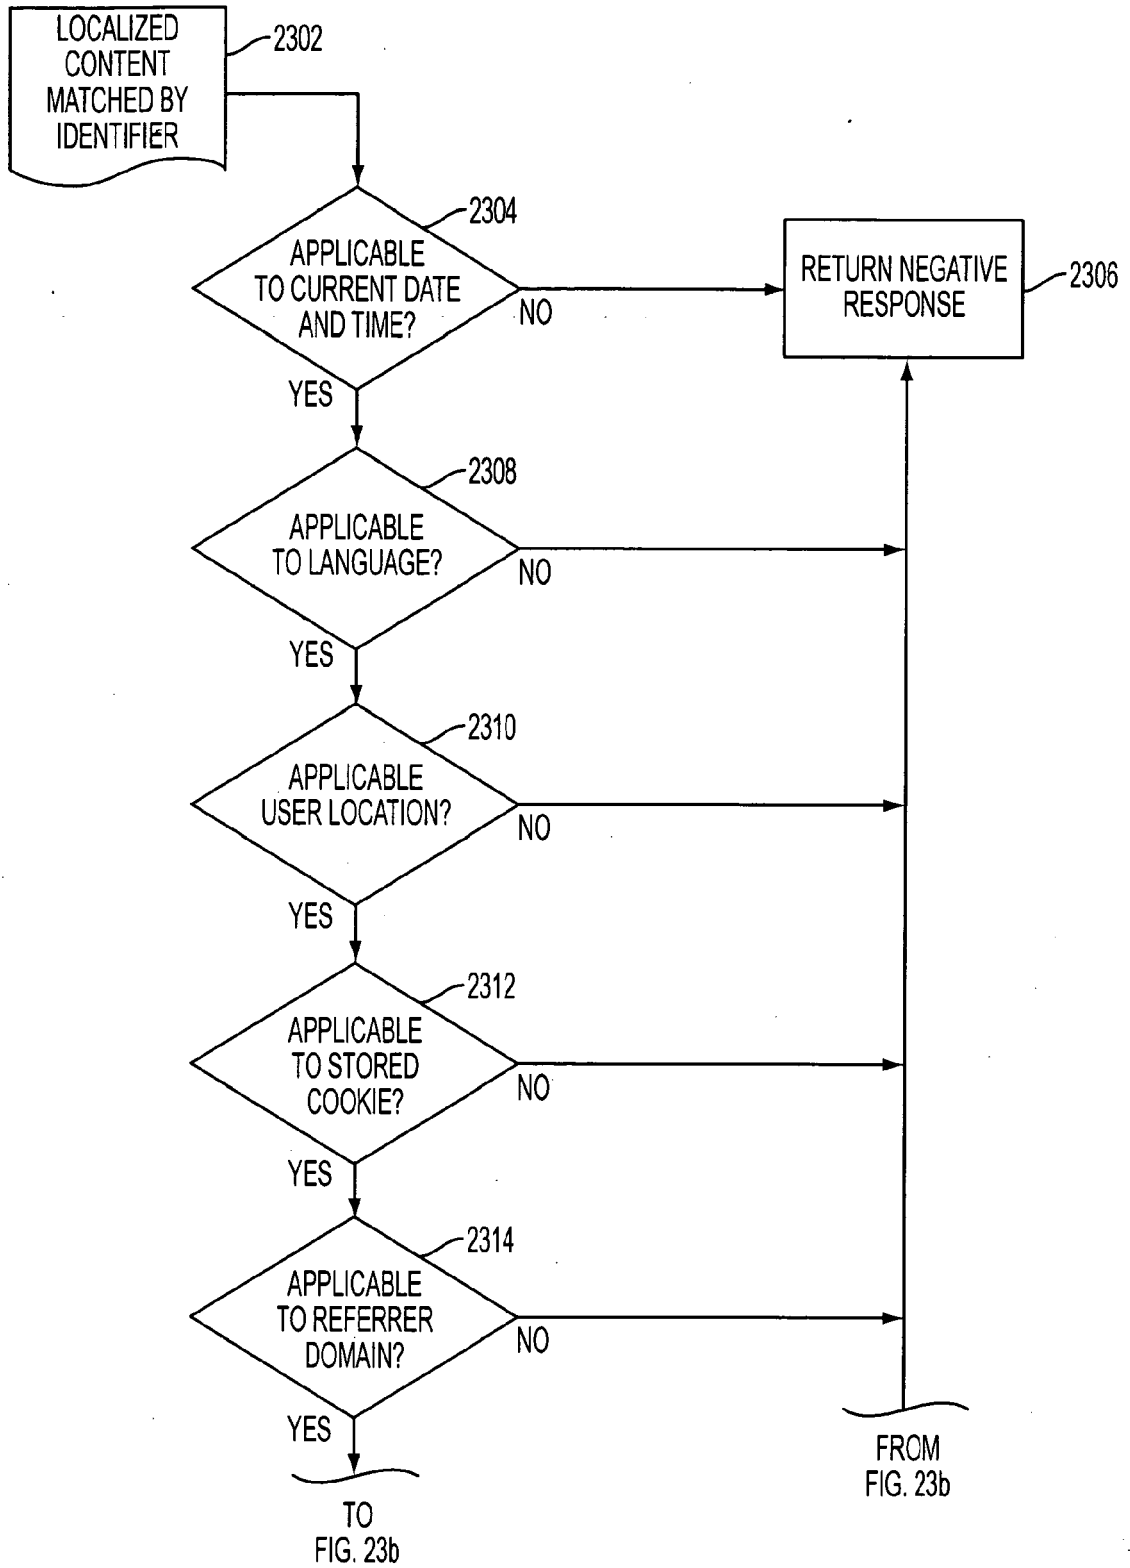 LOCALIZED
CONTENT
MATCHED BY
IDENTIFIER
2302
APPLICABLE
TO CURRENT DATE
AND TIME?
2304
NO
YES
RETURN NEGATIVE
RESPONSE
2306
APPLICABLE
TO LANGUAGE?
2308
NO
YES
APPLICABLE
USER LOCATION?
2310
NO
YES
APPLICABLE
TO STORED
COOKIE?
2312
NO
YES
APPLICABLE
TO REFERRER
DOMAIN?
2314
NO
YES
TO
FIG. 23b
FROM
FIG. 23b